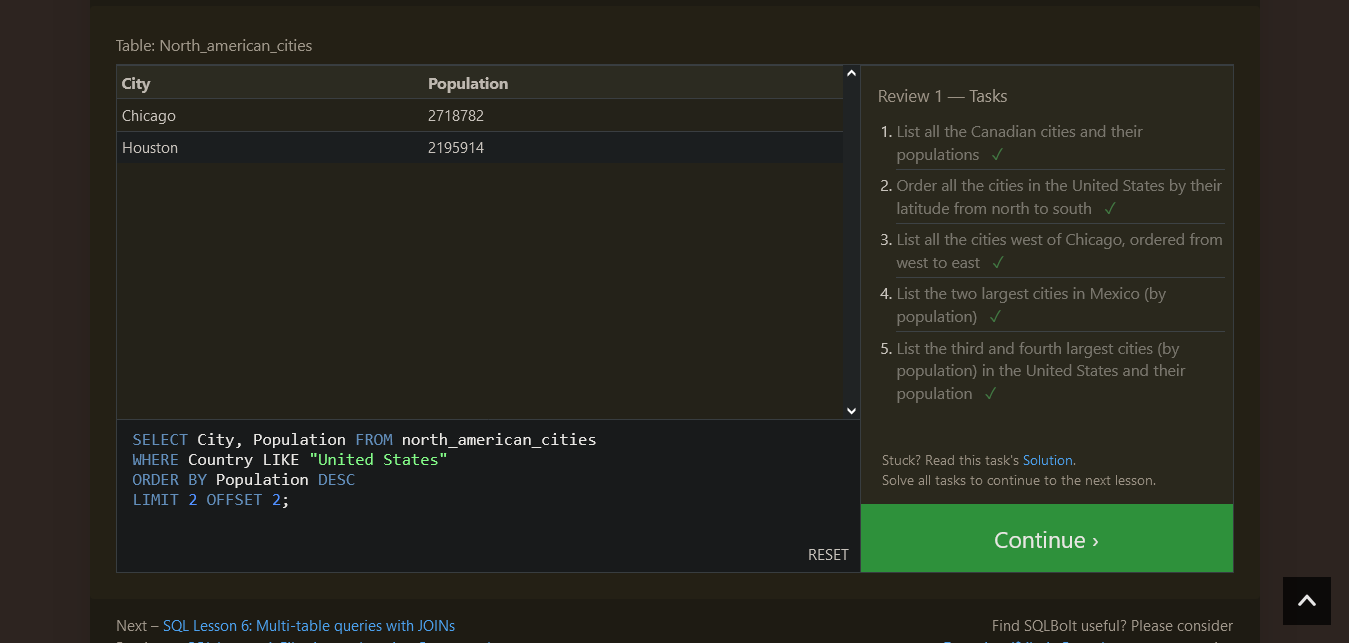 Table: North_american_cities
City Population
Chicago 2718782
Houston 2195914
Review 1 — Tasks
1. List all the Canadian cities and their
populations ✓
2. Order all the cities in the United States by their
latitude from north to south ✓
3. List all the cities west of Chicago, ordered from
west to east ✓
4. List the two largest cities in Mexico (by
population) ✓
5. List the third and fourth largest cities (by
population) in the United States and their
population ✓
SELECT City, Population FROM north_american_cities
WHERE Country LIKE "United States"
ORDER BY Population DESC
LIMIT 2 OFFSET 2;
RESET
Stuck? Read this task's Solution.
Solve all tasks to continue to the next lesson.
Continue ›
Next – SQL Lesson 6: Multi-table queries with JOINs
Find SQLBolt useful? Please consider